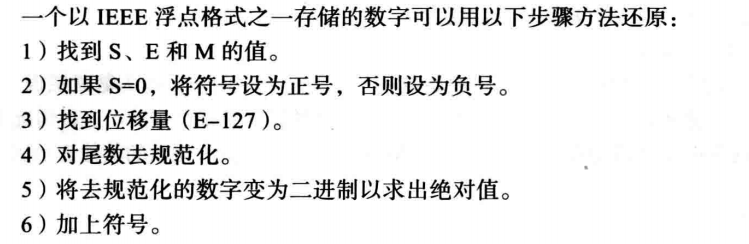 一个以 IEEE 浮点格式之一存储的数字可以用以下步骤方法还原：
1）找到 S、E 和 M 的值。
2）如果 S=0，将符号设为正号，否则设为负号。
3）找到位移量（E–127）。
4）对尾数去规范化。
5）将去规范化的数字变为二进制以求出绝对值。
6）加上符号。